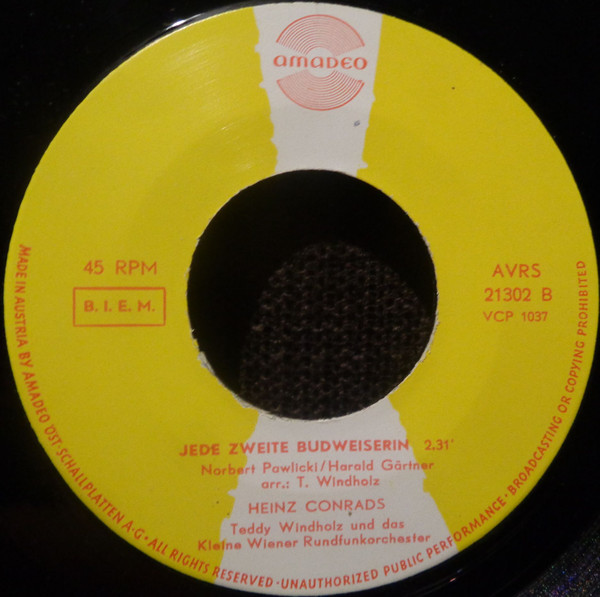 amadeo
45 RPM
B. I. E. M.
AVRS
21302 B
VCP 1037
JEDE ZWEITE BUDWEISERIN 2.31'
Norbert Pawlicki/Harald Gärtner
arr.: T. Windholz
HEINZ CONRADS
Teddy Windholz und das
Kleine Wiener Rundfunkorchester
MADE IN AUSTRIA BY AMADEO ÖST. SCHALLPLATTEN A·G· ALL RIGHTS RESERVED · UNAUTHORIZED PUBLIC PERFORMANCE · BROADCASTING OR COPYING PROHIBITED